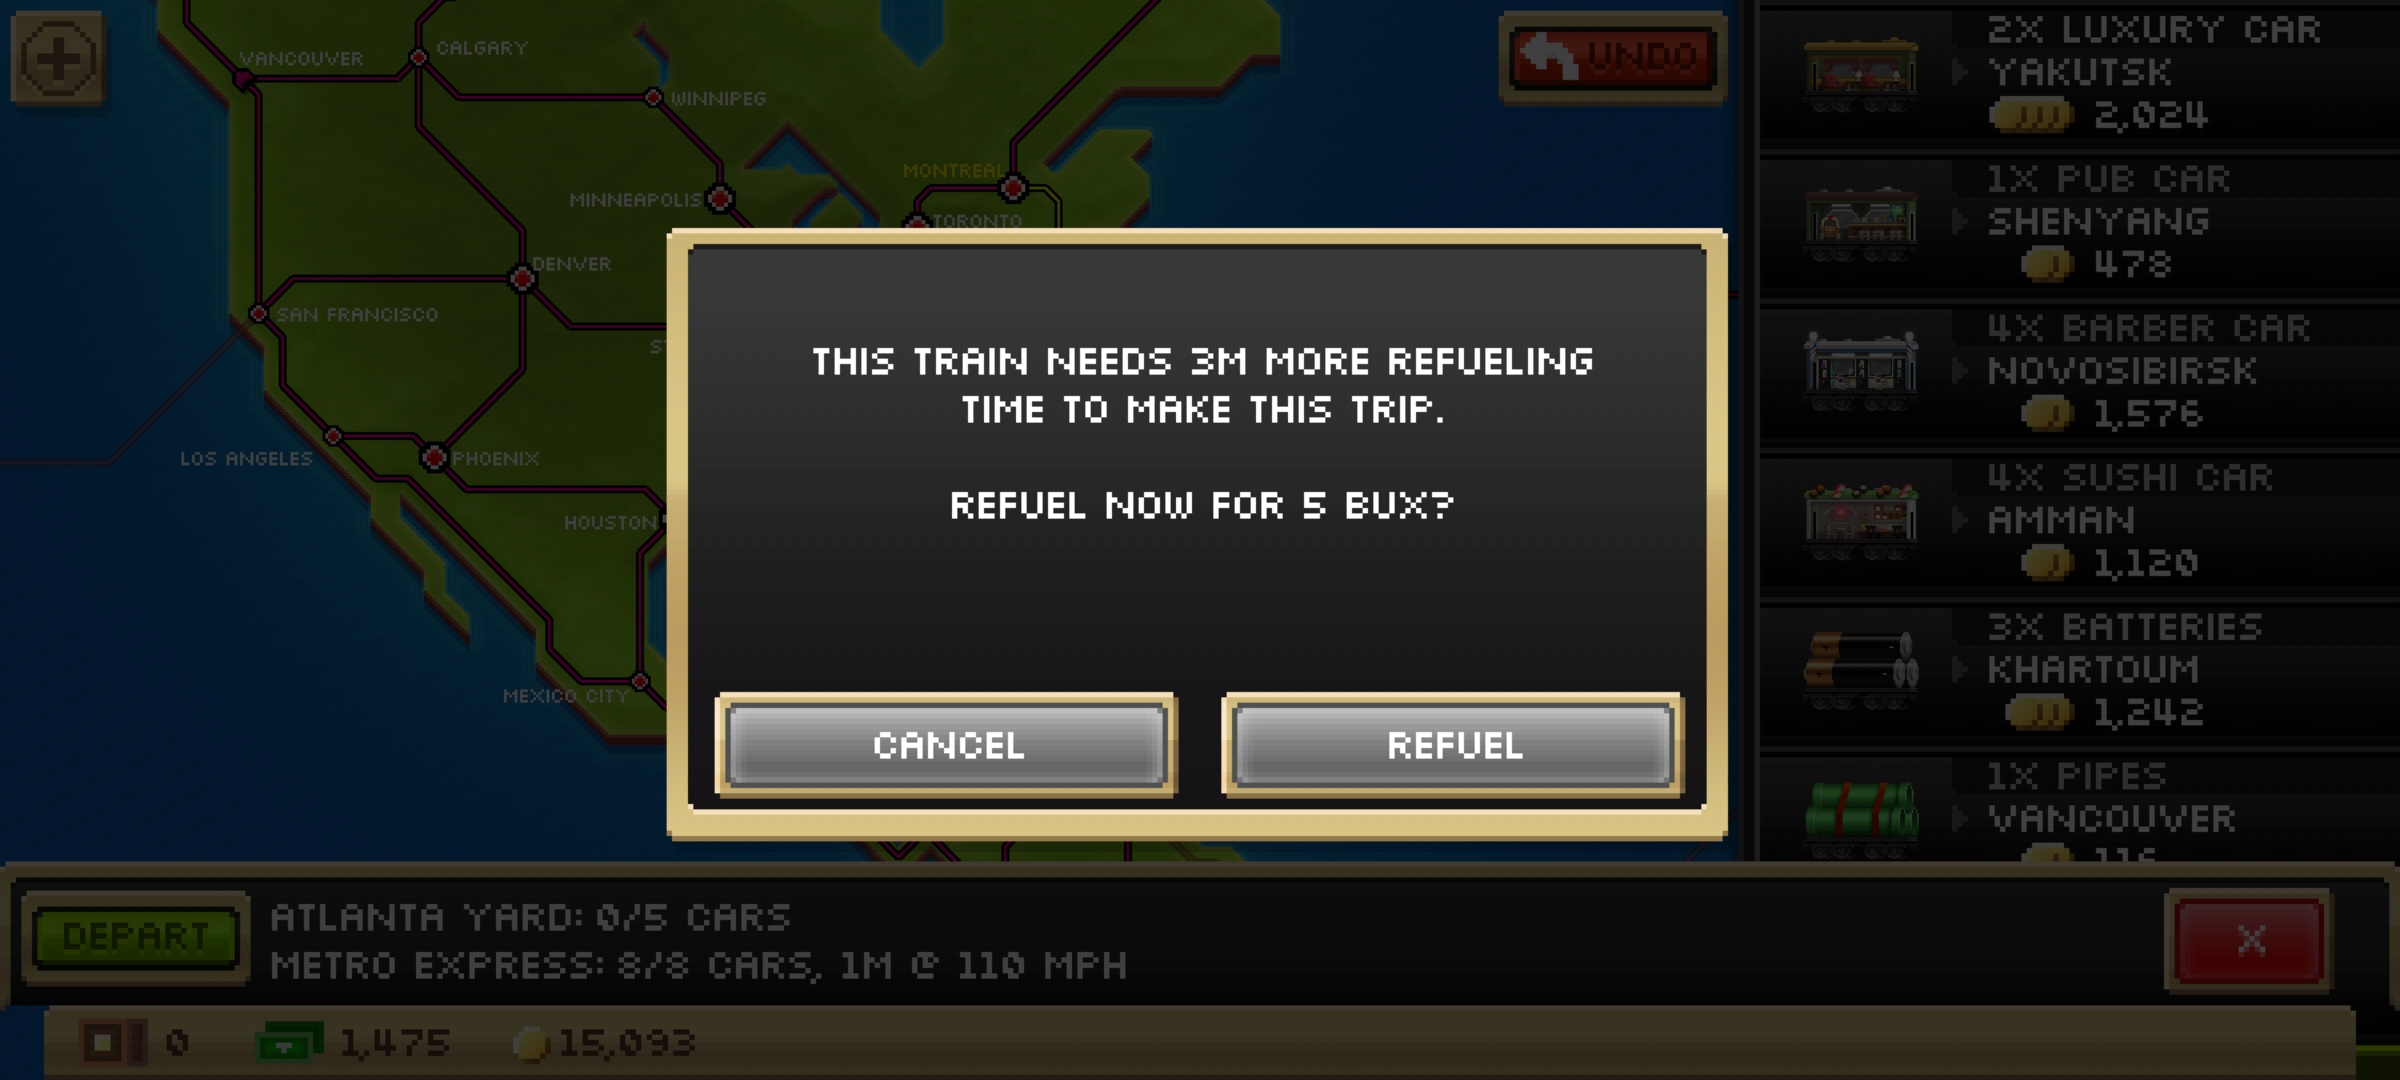 VANCOUVER
CALGARY
WINNIPEG
MONTREAL
MINNEAPOLIS
TORONTO
DENVER
SAN FRANCISCO
LOS ANGELES
PHOENIX
HOUSTON
MEXICO CITY
UNDO
THIS TRAIN NEEDS 3M MORE REFUELING
TIME TO MAKE THIS TRIP.
REFUEL NOW FOR 5 BUX?
CANCEL
REFUEL
2X LUXURY CAR
YAKUTSK
2,024
1X PUB CAR
SHENYANG
478
4X BARBER CAR
NOVOSIBIRSK
1,576
4X SUSHI CAR
AMMAN
1,120
3X BATTERIES
KHARTOUM
1,242
1X PIPES
VANCOUVER
116
DEPART
ATLANTA YARD: 0/5 CARS
METRO EXPRESS: 8/8 CARS, 1M @ 110 MPH
X
0
1,475
15,093